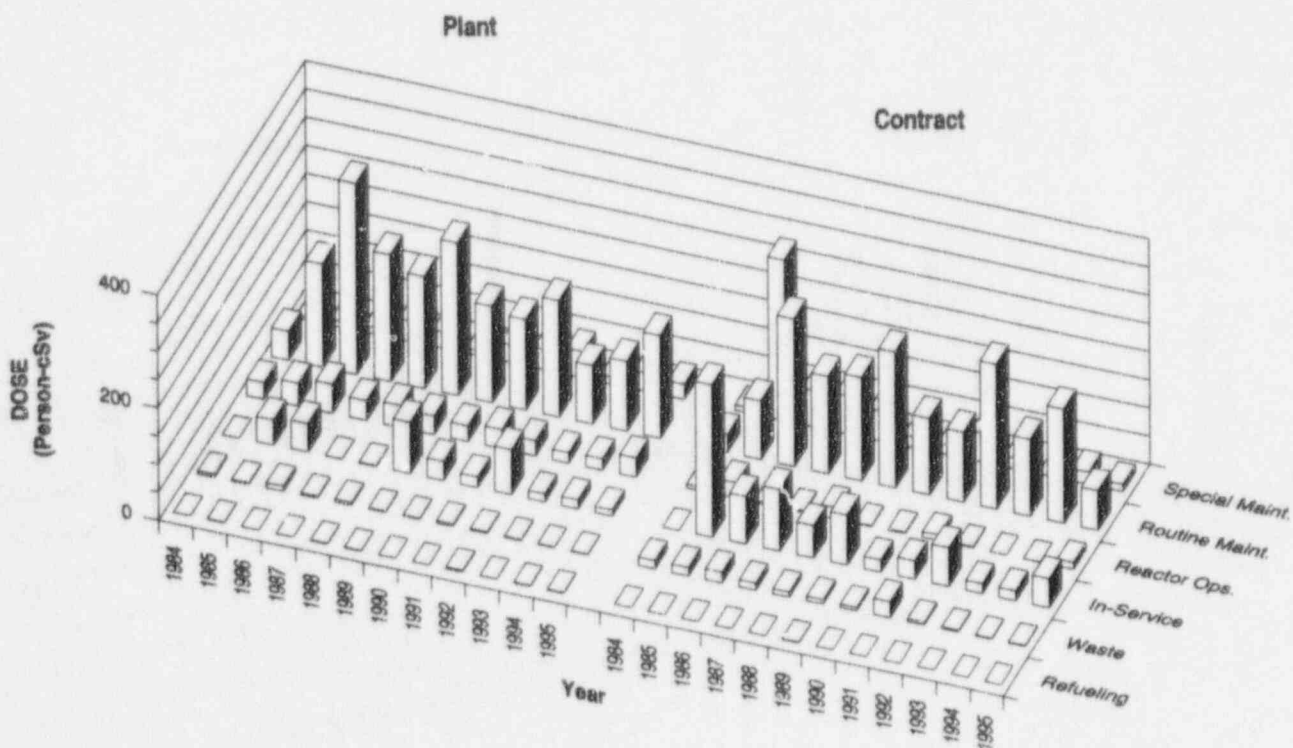 Plant
Contract
DOSE
(Person-cSv)
400
200
0
1984
1985
1986
1987
1988
1989
1990
1991
1992
1993
1994
1995
1984
1985
1986
1987
1988
1989
1990
1991
1992
1993
1994
1995
Year
Special Maint.
Routine Maint.
Reactor Ops.
In-Service
Waste
Refueling